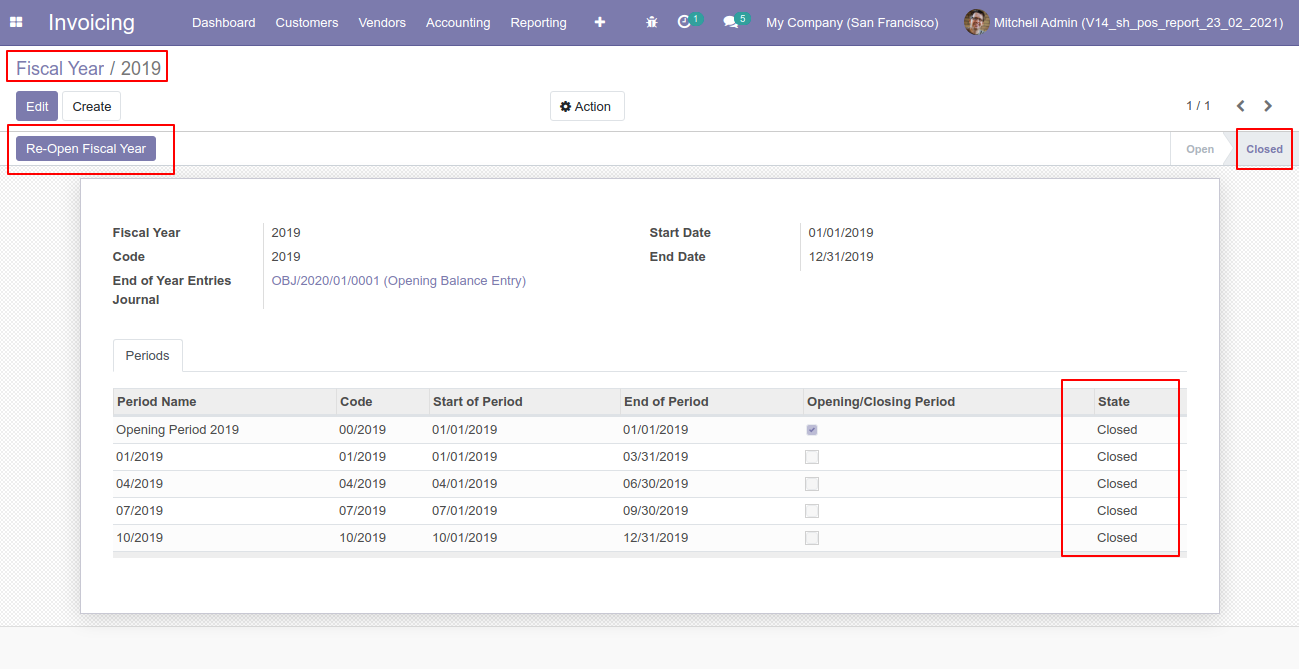 Invoicing Dashboard Customers Vendors Accounting Reporting 1 5 My Company (San Francisco) Mitchell Admin (V14_sh_pos_report_23_02_2021)
Fiscal Year / 2019
Edit Create Action 1 / 1
Re-Open Fiscal Year Open Closed
Fiscal Year 2019 Start Date 01/01/2019
Code 2019 End Date 12/31/2019
End of Year Entries OBJ/2020/01/0001 (Opening Balance Entry)
Journal
Periods
Period Name Code Start of Period End of Period Opening/Closing Period State
Opening Period 2019 00/2019 01/01/2019 01/01/2019 Closed
01/2019 01/2019 01/01/2019 03/31/2019 Closed
04/2019 04/2019 04/01/2019 06/30/2019 Closed
07/2019 07/2019 07/01/2019 09/30/2019 Closed
10/2019 10/2019 10/01/2019 12/31/2019 Closed